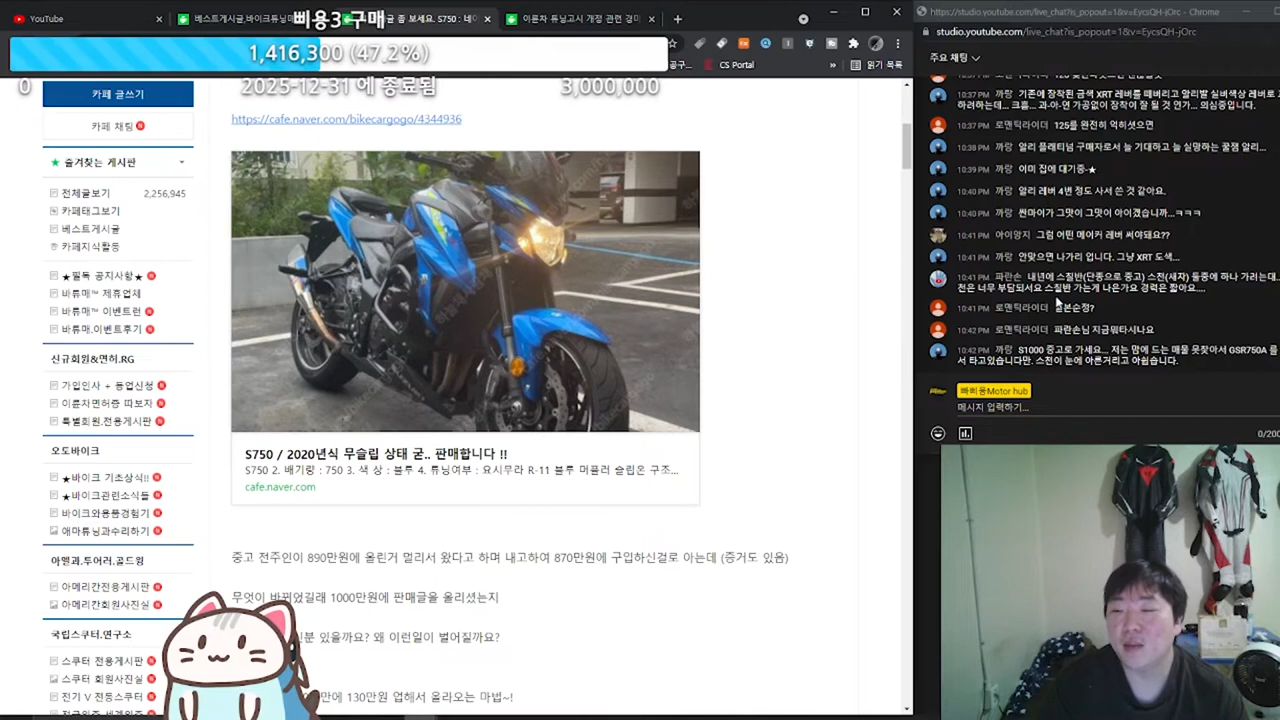 YouTube
베스트게시글,바이크튜닝매
글 좀 보세요. S750 : 네이
이륜차 튜닝고시 개정 관련 경미
삐용3 구매
1,416,300 (47.2%)
0
2025-12-31 에 종료됨
3,000,000
CS Portal
읽기 목록
카페 글쓰기
카페 채팅
즐겨찾는 게시판
전체글보기 2,256,945
카페태그보기
베스트게시글
카페지식활동
★필독 공지사항★
바튜매™ 제휴업체
바튜매™ 이벤트런
바튜매.이벤트후기
신규회원&면허.RG
가입인사 + 등업신청
이륜차면허증 따보자
특별회원.전용게시판
오토바이
★바이크 기초상식!!
★바이크관련소식들
바이크와용품경험기
애마튜닝과수리하기
아멜과.투어러.골드윙
아메리칸전용게시판
아메리칸회원사진실
국립스쿠터.연구소
스쿠터 전용게시판
스쿠터 회원사진실
전기 V 전동스쿠터
https://cafe.naver.com/bikecargogo/4344936
S750 / 2020년식 무슬립 상태 굳.. 판매합니다 !!
S750 2. 배기량 : 750 3. 색 상 : 블루 4. 튜닝여부 : 요시무라 R-11 블루 머플러 슬립온 구조...
cafe.naver.com
중고 전주인이 890만원에 올린거 멀리서 왔다고 하며 내고하여 870만원에 구입하신걸로 아는데 (증거도 있음)
무엇이 바뀌었길래 1000만원에 판매글을 올리셨는지
신분 있을까요? 왜 이런일이 벌어질까요?
만에 130만원 업해서 올라오는 마법~!
https://studio.youtube.com/live_chat?is_popout=1&v=EycsQH-jOrc - Chrome
studio.youtube.com/live_chat?is_popout=1&v=EycsQH-jOrc
주요 채팅
10:37 PM 까랑 기존에 장착된 금색 XRT 레버를 떼버리고 알리발 실버색상 레버로 교
하려하는데... 크흠... 과-아-연 가공없이 장착이 잘 될 것 연가... 의심중입니다.
10:37 PM 로맨틱라이더 125를 완전히 익히셧으면
10:38 PM 까랑 알리 플래티넘 구매자로서 늘 기대하고 늘 실망하는 꿀잼 알리...
10:39 PM 까랑 이미 집에 대기중-★
10:40 PM 까랑 알리 레버 4번 정도 사서 쓴 것 같아요.
10:40 PM 까랑 싼마이가 그맛이 그맛이 아이겠습니까...ㅋㅋㅋ
10:41 PM 아이망지 그럼 어떤 메이커 레버 써야돼요??
10:41 PM 까랑 안맞으면 나가리 입니다. 그냥 XRT 도색...
10:41 PM 파란손 내년에 스칠반(단종으로 중고) 스천(새차) 둘중에 하나 가려는데.
천은 너무 부담되서요 스칠반 가는게 나은가요 경력은 짧아요....
10:41 PM 로맨틱라이더 일본순정?
10:42 PM 로맨틱라이더 파란손님 지금뭐타시나요
10:42 PM 까랑 S1000 중고로 가세요... 저는 맘에 드는 매물 못찾아서 GSR750A 를
서 타고있습니다만. 스천이 눈에 아른거리고 아쉽습니다.
빠삐용Motor hub
메시지 입력하기...
0/200